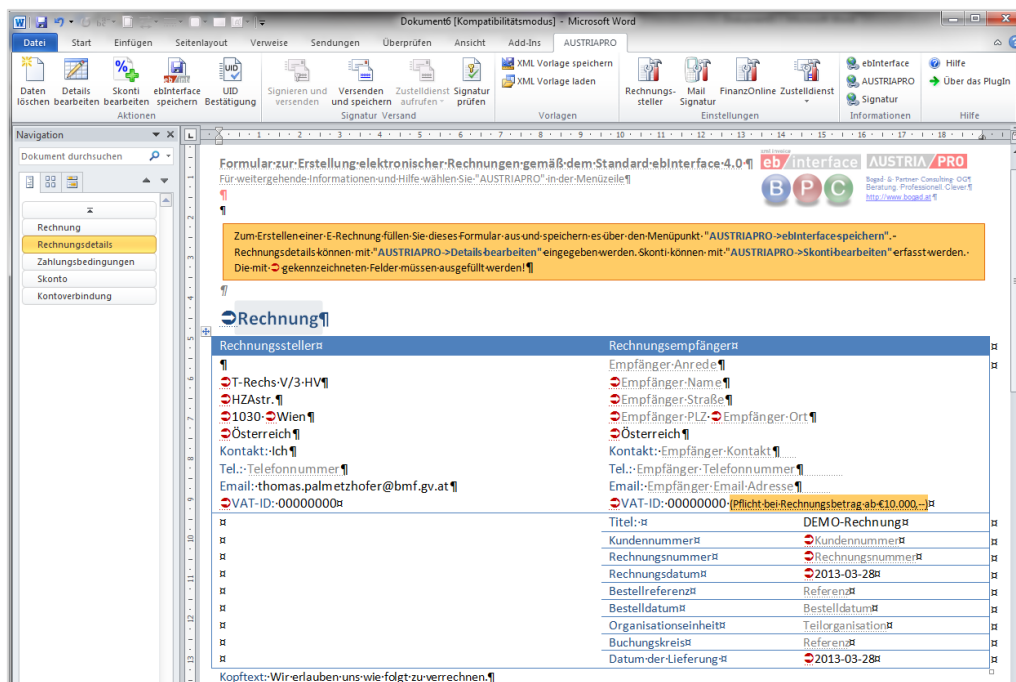 Dokument6 [Kompatibilitätsmodus] - Microsoft Word
Datei Start Einfügen Seitenlayout Verweise Sendungen Überprüfen Ansicht Add-Ins AUSTRIAPRO
Daten löschen
Details bearbeiten
Skonti bearbeiten
ebInterface speichern
UID Bestätigung
Aktionen
Signieren und versenden
Versenden und speichern
Zustelldienst aufrufen
Signatur prüfen
Signatur Versand
XML Vorlage speichern
XML Vorlage laden
Vorlagen
Rechnungs-
steller
Mail Signatur
FinanzOnline
Zustelldienst
Einstellungen
ebInterface
AUSTRIAPRO
Signatur
Informationen
Hilfe
Über das PlugIn
Hilfe
Navigation
Dokument durchsuchen
Rechnung
Rechnungsdetails
Zahlungsbedingungen
Skonto
Kontoverbindung
Formular zur Erstellung elektronischer Rechnungen gemäß dem Standard ebInterface 4.0
Für weitergehende Informationen und Hilfe wählen Sie "AUSTRIAPRO" in der Menüzeile
eb/interface AUSTRIA/PRO
BPC
Bogad & Partner Consulting OG
Beratung. Professionell. Clever.
http://www.bogad.at
Zum Erstellen einer E-Rechnung füllen Sie dieses Formular aus und speichern es über den Menüpunkt "AUSTRIAPRO->ebInterface speichern". -
Rechnungsdetails können mit "AUSTRIAPRO->Details bearbeiten" eingegeben werden. Skonti können mit "AUSTRIAPRO->Skonti bearbeiten" erfasst werden. -
Die mit gekennzeichneten Felder müssen ausgefüllt werden!
Rechnung
Rechnungssteller Rechnungsempfänger
Empfänger Anrede
T-Rechs V/3 HV Empfänger Name
HZAstr. Empfänger Straße
1030 Wien Empfänger PLZ Empfänger Ort
Österreich Österreich
Kontakt: Ich Kontakt: Empfänger Kontakt
Tel.: Telefonnummer Tel.: Empfänger Telefonnummer
Email: thomas.palmetzhofer@bmf.gv.at Email: Empfänger Email Adresse
VAT-ID: 00000000 VAT-ID: 00000000 (Pflicht bei Rechnungsbetrag ab €10.000,--)
Titel: DEMO-Rechnung
Kundennummer Kundennummer
Rechnungsnummer Rechnungsnummer
Rechnungsdatum 2013-03-28
Bestellreferenz Referenz
Bestelldatum Bestelldatum
Organisationseinheit Teilorganisation
Buchungskreis Referenz
Datum der Lieferung 2013-03-28
Kopftext: Wir erlauben uns wie folgt zu verrechnen.